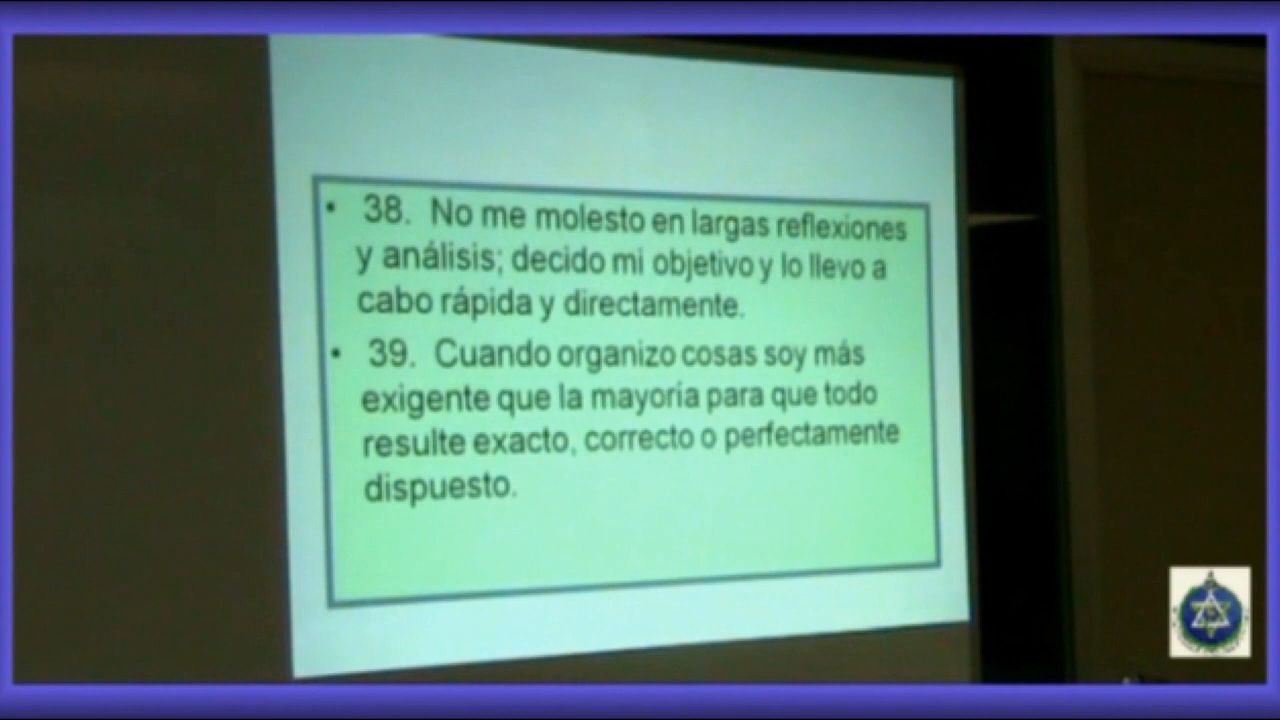 • 38. No me molesto en largas reflexiones
y análisis; decido mi objetivo y lo llevo a
cabo rápida y directamente.
• 39. Cuando organizo cosas soy más
exigente que la mayoría para que todo
resulte exacto, correcto o perfectamente
dispuesto.